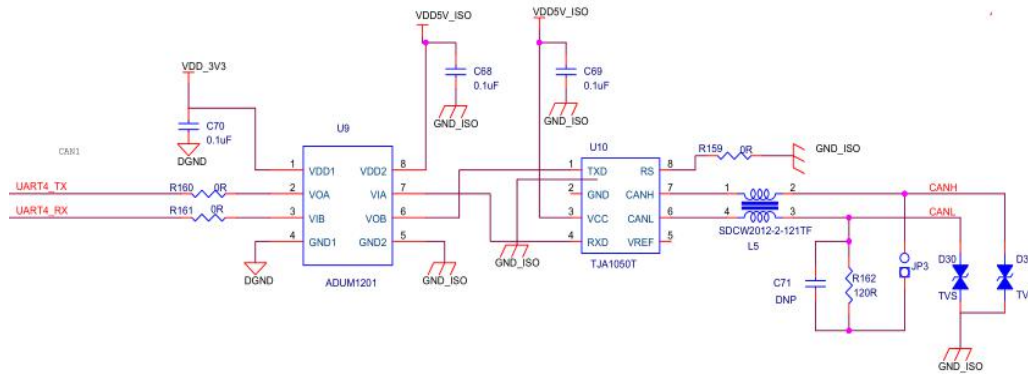 VDD5V_ISO
VDD5V_ISO
VDD_3V3
C68
0.1uF
C69
0.1uF
C70
0.1uF
GND_ISO
GND_ISO
DGND
CAN1
U9
U10
R159
0R
GND_ISO
1 VDD1 VDD2 8
UART4_TX R160 0R 2 VOA VIA 7
UART4_RX R161 0R 3 VIB VOB 6
4 GND1 GND2 5
DGND
GND_ISO
ADUM1201
1 TXD RS 8
2 GND CANH 7
3 VCC CANL 6
4 RXD VREF 5
GND_ISO
TJA1050T
1 2 CANH
4 3 CANL
SDCW2012-2-121TF
L5
C71
DNP
R162
120R
JP3
D30
TVS
D3
TV
GND_ISO